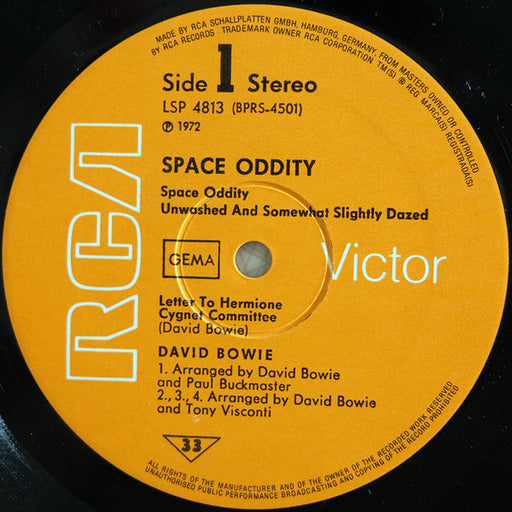 MADE BY RCA SCHALLPLATTEN GMBH, HAMBURG, GERMANY, FROM MASTERS OWNED OR CONTROLLED
BY RCA RECORDS · TRADEMARK OWNER RCA CORPORATION TM(S) ® REG MARCA(S) REGISTRADA(S)
Side 1 Stereo
LSP 4813 (BPRS-4501)
℗ 1972
SPACE ODDITY
Space Oddity
Unwashed And Somewhat Slightly Dazed
GEMA
RCA Victor
Letter To Hermione
Cygnet Committee
(David Bowie)
DAVID BOWIE
1. Arranged by David Bowie
and Paul Buckmaster
2., 3., 4. Arranged by David Bowie
and Tony Visconti
33
ALL RIGHTS OF THE MANUFACTURER AND OF THE OWNER OF THE RECORDED WORK RESERVED
UNAUTHORISED PUBLIC PERFORMANCE BROADCASTING AND COPYING OF THE RECORD PROHIBITED